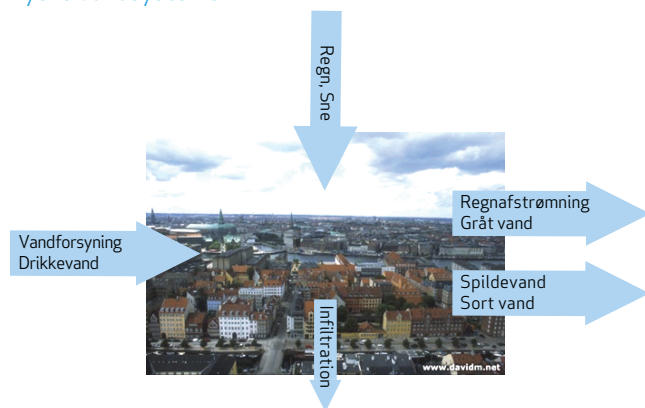 Regn, Sne
Regnafstrømning
Gråt vand
Vandforsyning
Drikkevand
Spildevand
Sort vand
Infiltration
www.davidm.net